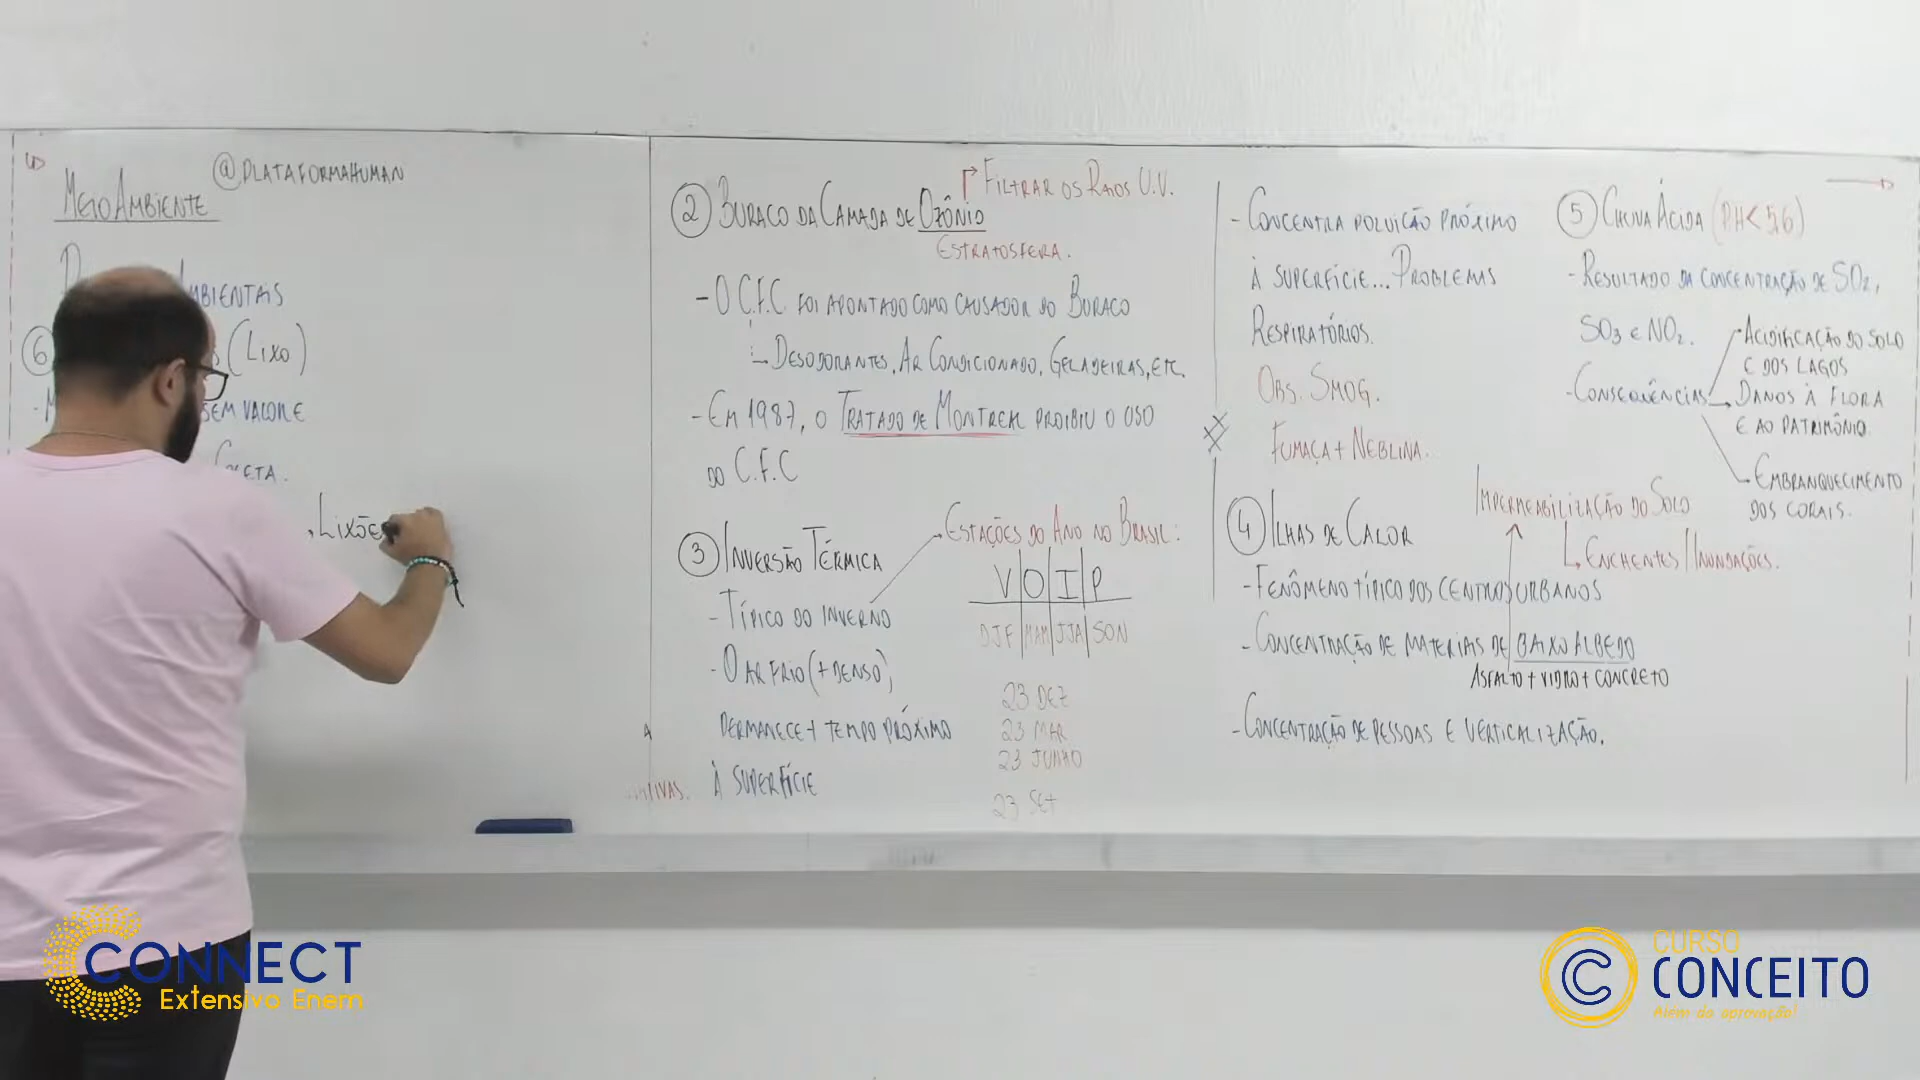 @PLATAFORMAHUMAN
MEIO AMBIENTE
AMBIENTAIS
⑥ (LIXO)
SEM VALOR E
COLETA.
LIXÕES
② BURACO DA CAMADA DE OZÔNIO
FILTRAR OS RAIOS U.V.
ESTRATOSFERA.
- O C.F.C FOI APONTADO COMO CAUSADOR DO BURACO
DESODORANTES, AR CONDICIONADO, GELADEIRAS, ETC.
- EM 1987, O TRATADO DE MONTREAL PROIBIU O USO
DO C.F.C
③ INVERSÃO TÉRMICA
ESTAÇÕES DO ANO NO BRASIL:
V O I P
DJF MAM JJA SON
23 DEZ
23 MAR
23 JUNHO
23 SET
- TÍPICO DO INVERNO
- O AR FRIO (+ DENSO)
PERMANECE + TEMPO PRÓXIMO
À SUPERFÍCIE
- CONCENTRA POLUIÇÃO PRÓXIMO
À SUPERFÍCIE... PROBLEMAS
RESPIRATÓRIOS.
OBS. SMOG.
FUMAÇA + NEBLINA.
④ ILHAS DE CALOR
IMPERMEABILIZAÇÃO DO SOLO
ENCHENTES / INUNDAÇÕES.
- FENÔMENO TÍPICO DOS CENTROS URBANOS
- CONCENTRAÇÃO DE MATERIAIS DE BAIXO ALBEDO
ASFALTO + VIDRO + CONCRETO
- CONCENTRAÇÃO DE PESSOAS E VERTICALIZAÇÃO.
⑤ CHUVA ÁCIDA (PH < 5,6)
- RESULTADO DA CONCENTRAÇÃO DE SO2,
SO3 E NO2.
- CONSEQUÊNCIAS
ACIDIFICAÇÃO DO SOLO
E DOS LAGOS
DANOS À FLORA
E AO PATRIMÔNIO
EMBRANQUECIMENTO
DOS CORAIS.
CONNECT
Extensivo Enem
CURSO
CONCEITO
Além da aprovação!